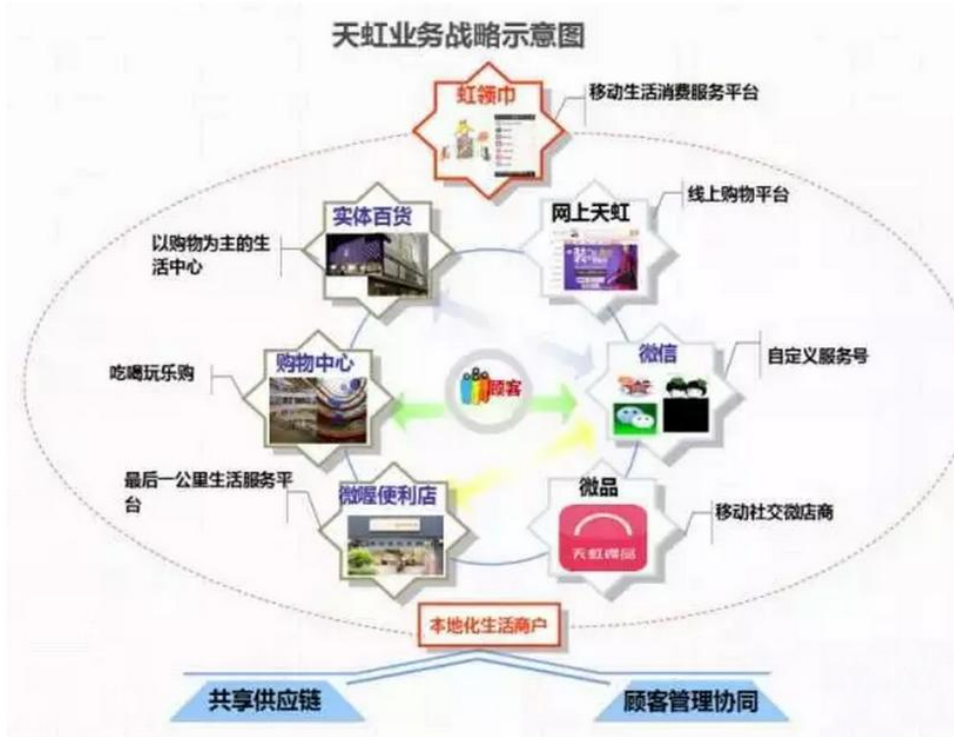 天虹业务战略示意图
虹领巾
移动生活消费服务平台
实体百货
网上天虹
线上购物平台
以购物为主的生
活中心
购物中心
微信
自定义服务号
吃喝玩乐购
顾客
最后一公里生活服务平
台
微喔便利店
微品
天虹微品
移动社交微店商
本地化生活商户
共享供应链
顾客管理协同